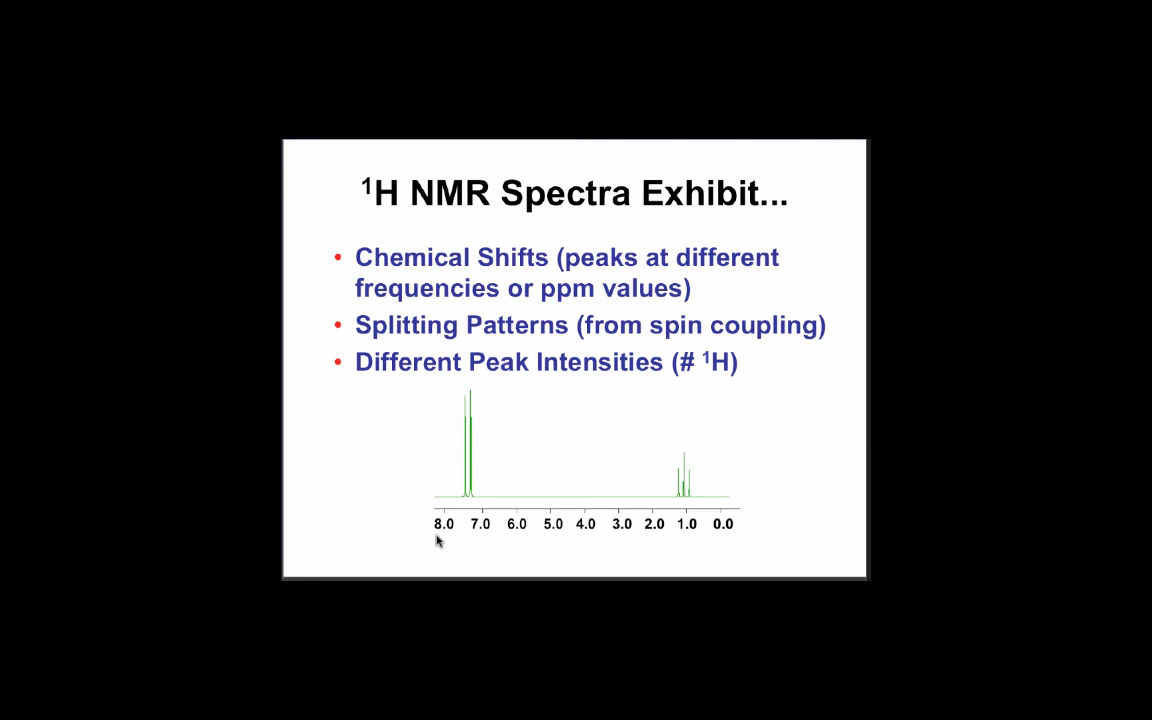 ¹H NMR Spectra Exhibit...
• Chemical Shifts (peaks at different
frequencies or ppm values)
• Splitting Patterns (from spin coupling)
• Different Peak Intensities (# ¹H)
8.0 7.0 6.0 5.0 4.0 3.0 2.0 1.0 0.0